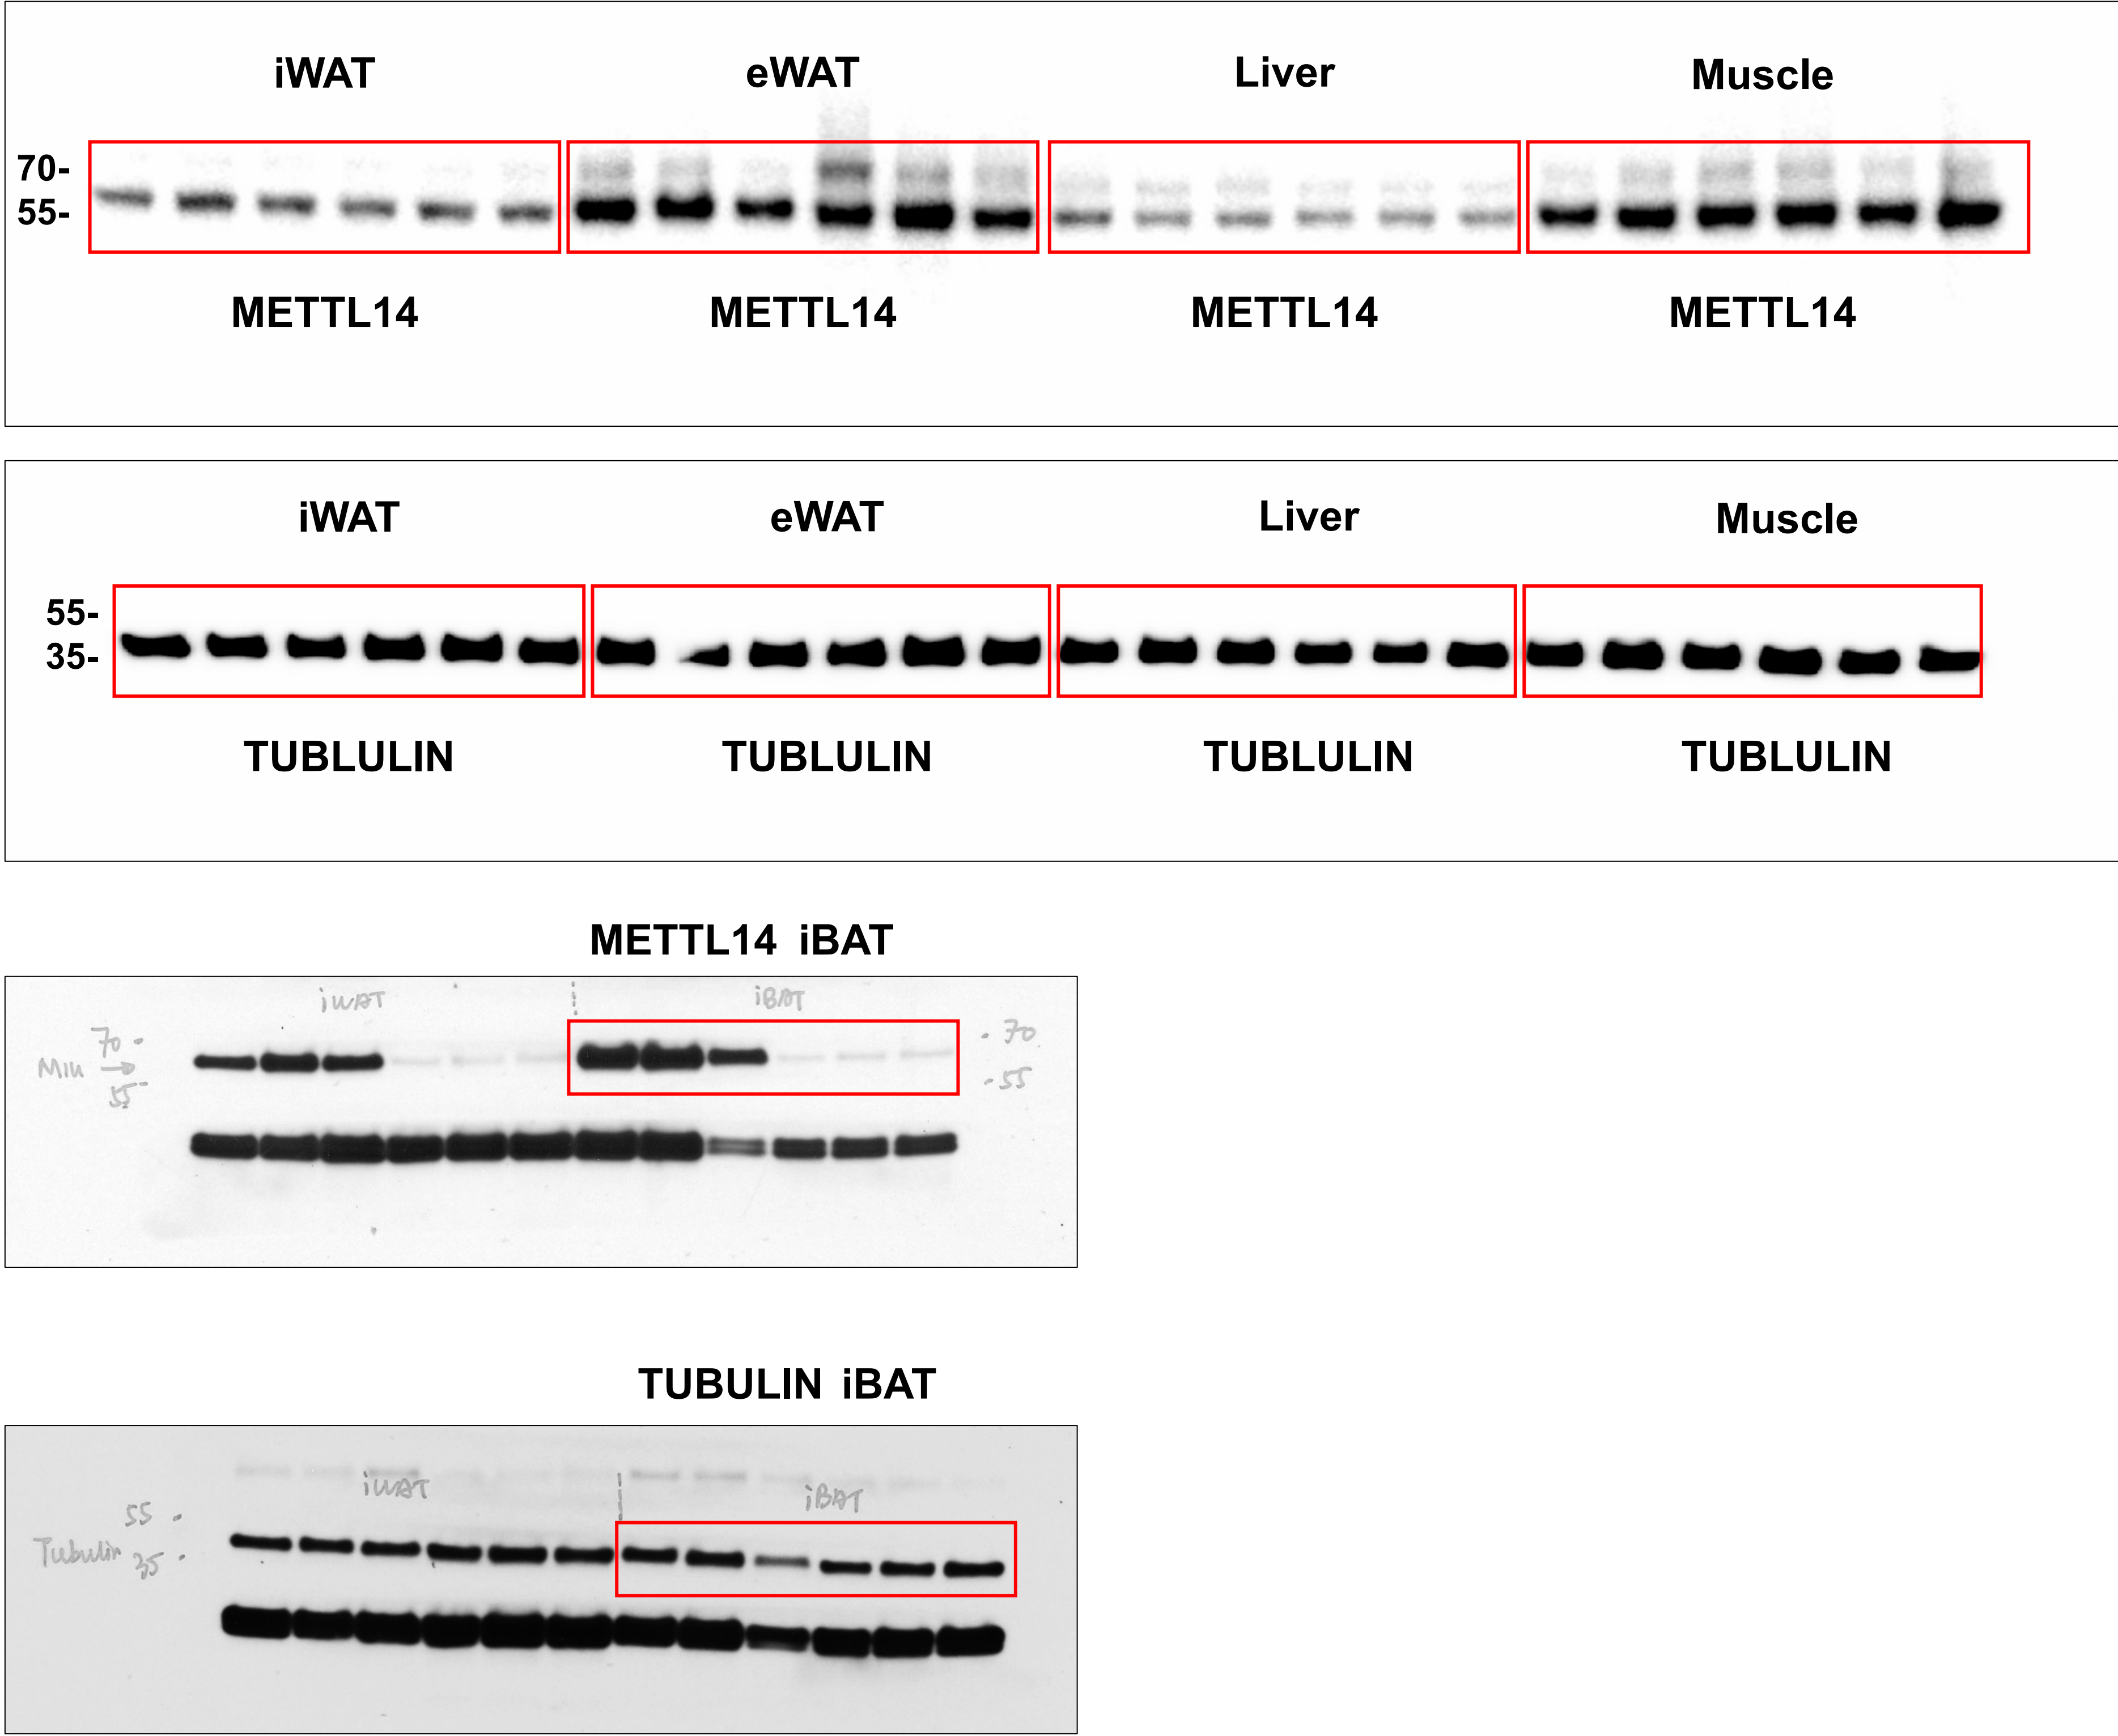 iWAT eWAT Liver Muscle
70-
55-
METTL14 METTL14 METTL14 METTL14
iWAT eWAT Liver Muscle
55-
35-
TUBLULIN TUBLULIN TUBLULIN TUBLULIN
METTL14 iBAT
iWAT iBAT
70 - - 70
M14 →
55 - 55
TUBULIN iBAT
iWAT iBAT
55 -
Tubulin 35 -